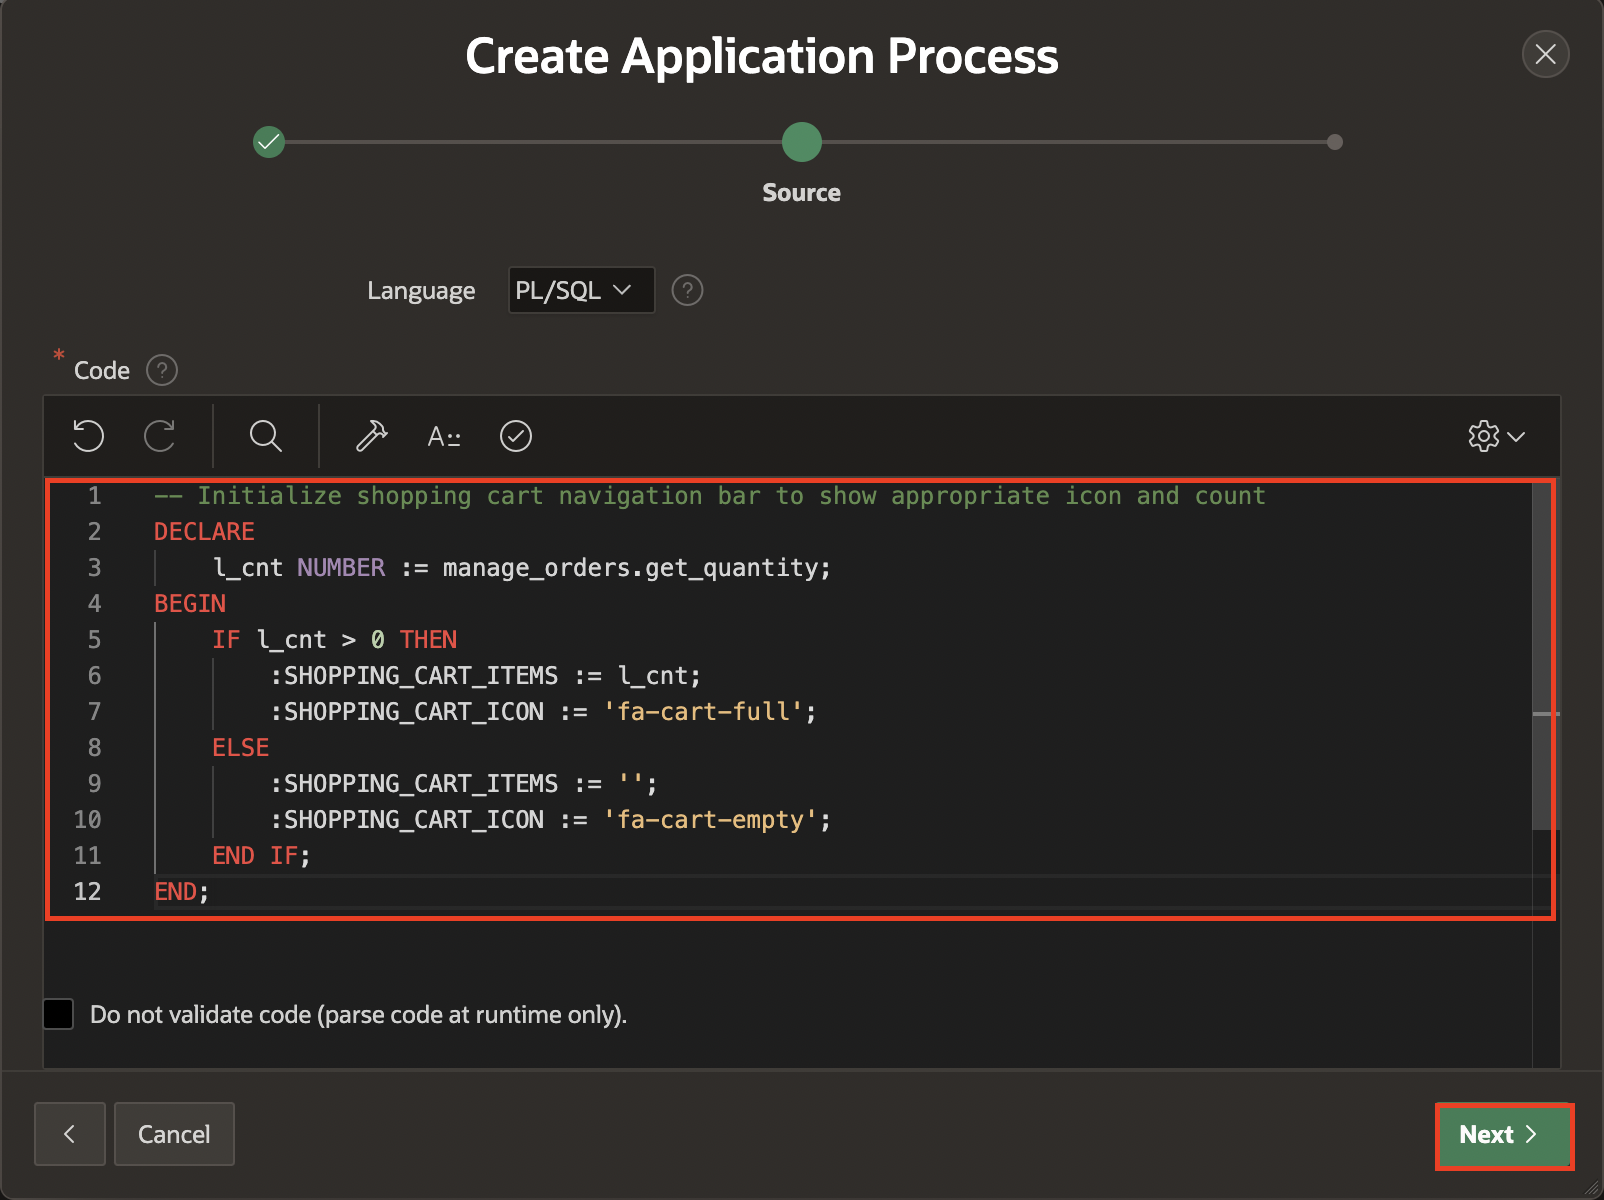 Create Application Process
Source
Language PL/SQL ?
* Code ?
A
1 -- Initialize shopping cart navigation bar to show appropriate icon and count
2 DECLARE
3     l_cnt NUMBER := manage_orders.get_quantity;
4 BEGIN
5     IF l_cnt > 0 THEN
6         :SHOPPING_CART_ITEMS := l_cnt;
7         :SHOPPING_CART_ICON := 'fa-cart-full';
8     ELSE
9         :SHOPPING_CART_ITEMS := '';
10         :SHOPPING_CART_ICON := 'fa-cart-empty';
11     END IF;
12 END;
Do not validate code (parse code at runtime only).
Cancel Next